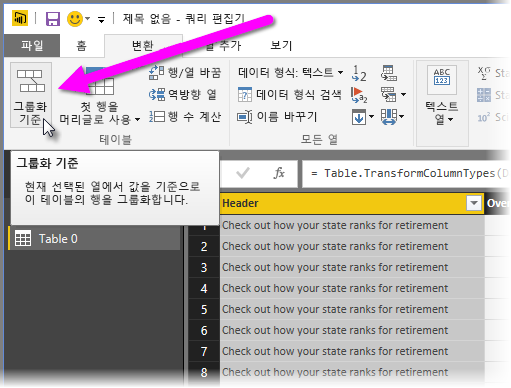 제목 없음 - 쿼리 편집기
파일 홈 변환 열 추가 보기
그룹화
기준
첫 행을
머리글로 사용
행/열 바꿈
역방향 열
행 수 계산
테이블
데이터 형식: 텍스트
데이터 형식 검색
이름 바꾸기
모든 열
ABC
123
텍스트
열
그룹화 기준
현재 선택된 열에서 값을 기준으로
이 테이블의 행을 그룹화합니다.
Table 0
fx = Table.TransformColumnTypes(D
Header Over
1 Check out how your state ranks for retirement
2 Check out how your state ranks for retirement
3 Check out how your state ranks for retirement
4 Check out how your state ranks for retirement
5 Check out how your state ranks for retirement
6 Check out how your state ranks for retirement
7 Check out how your state ranks for retirement
8 Check out how your state ranks for retirement